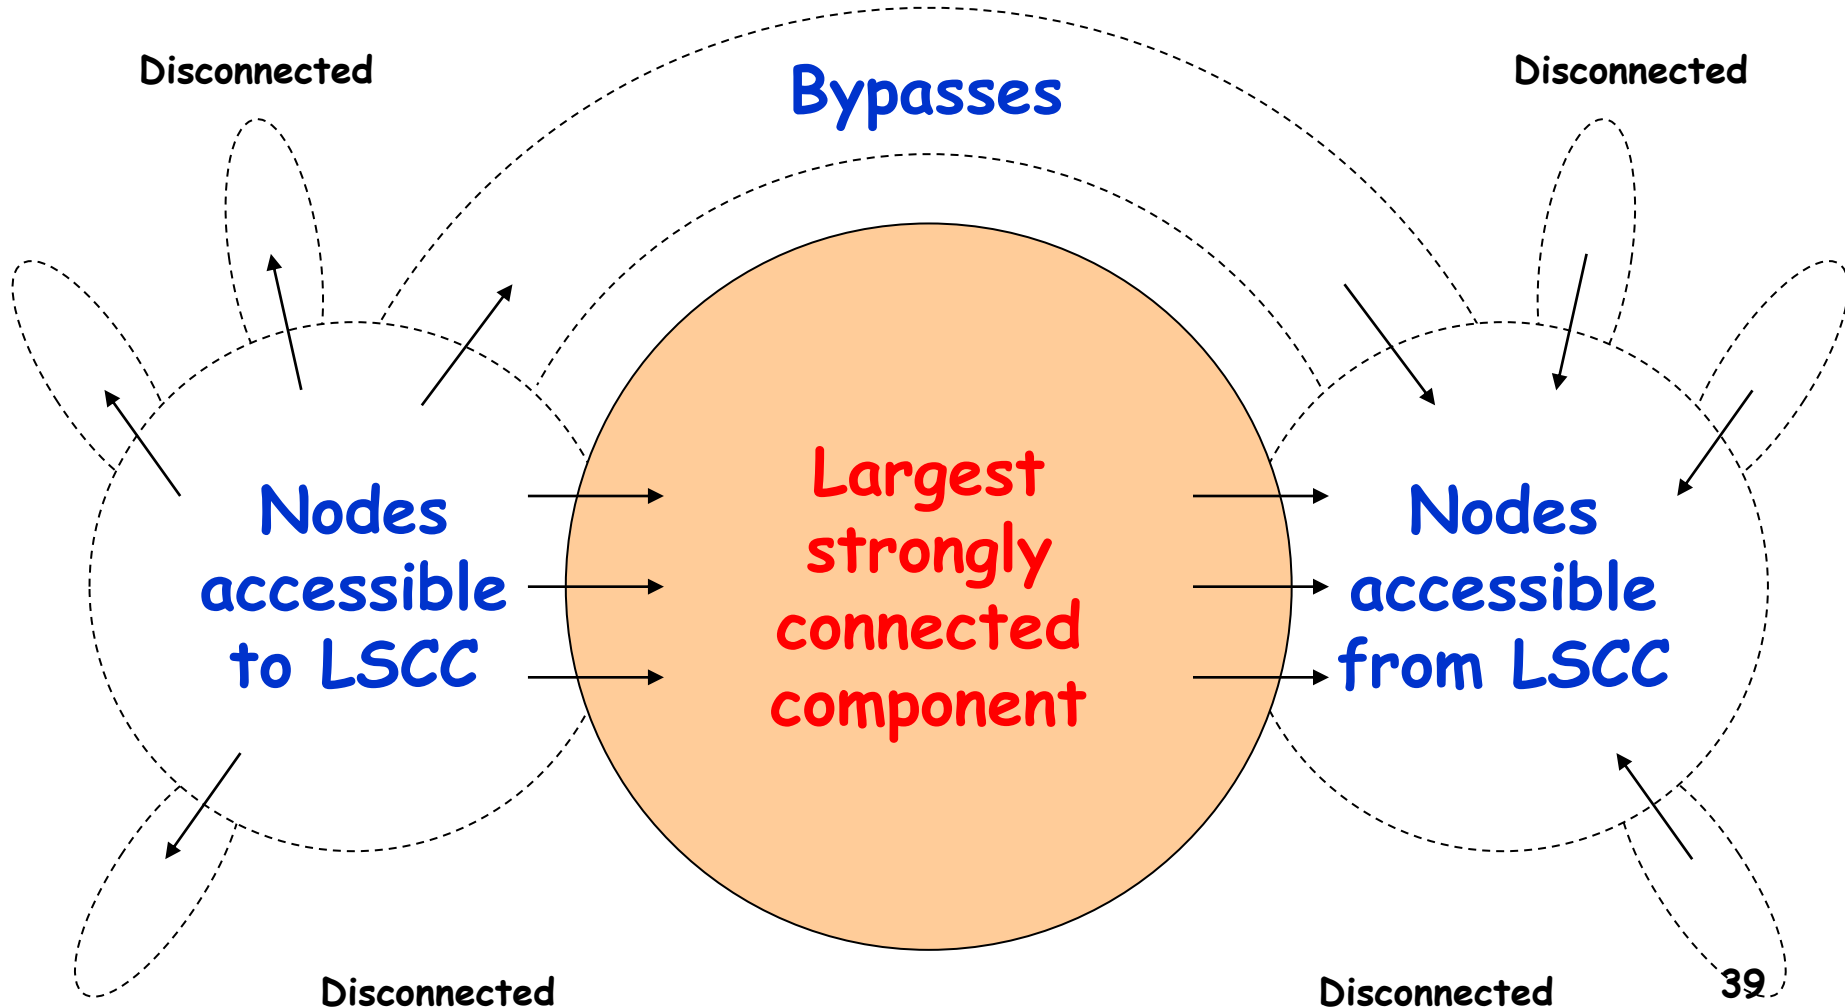 Disconnected
Disconnected
Bypasses
Nodes
accessible
to LSCC
Largest
strongly
connected
component
Nodes
accessible
from LSCC
Disconnected
Disconnected
39